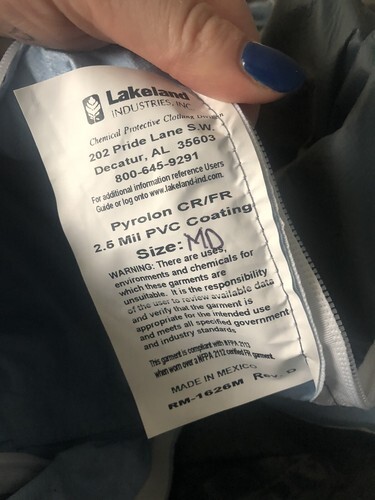 Lakeland
INDUSTRIES, INC.
Chemical Protective Clothing Division
202 Pride Lane S.W.
Decatur, AL 35603
800-645-9291
For additional information reference Users
Guide or log onto www.lakeland-ind.com.
Pyrolon CR/FR
2.5 Mil PVC Coating
Size: MD
WARNING: There are uses,
environments and chemicals for
which these garments are
unsuitable. It is the responsibility
of the user to review available data
and verify that the garment is
appropriate for the intended use
and meets all specified government
and industry standards
This garment is compliant with NFPA 2113
when worn over a NFPA 2112 certified FR garment.
MADE IN MEXICO
RM-1626M Rev. D